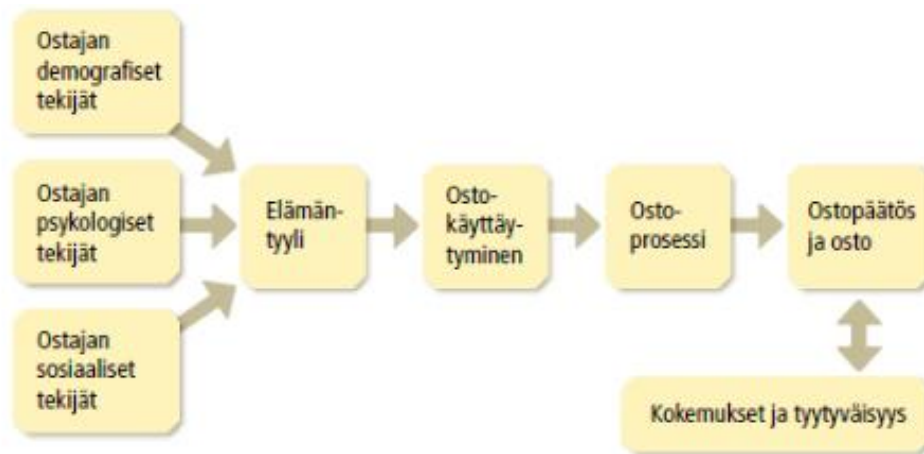 Ostajan
demografiset
tekijät
Ostajan
psykologiset
tekijät
Ostajan
sosiaaliset
tekijät
Elämän-
tyyli
Osto-
käyttäy-
tyminen
Osto-
prosessi
Ostopäätös
ja osto
Kokemukset ja tyytyväisyys